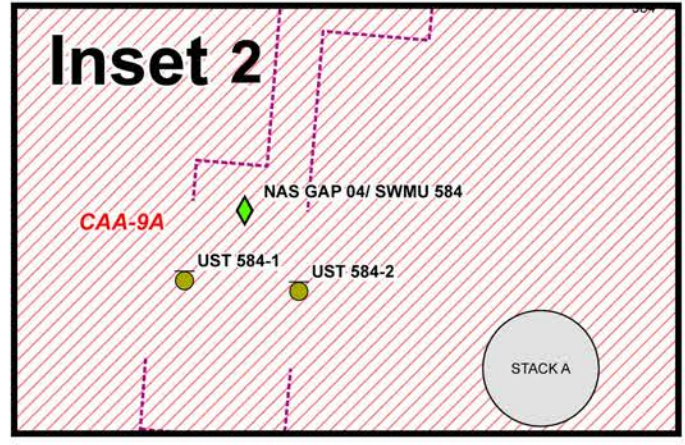 Inset 2
NAS GAP 04/ SWMU 584
CAA-9A
UST 584-1
UST 584-2
STACK A